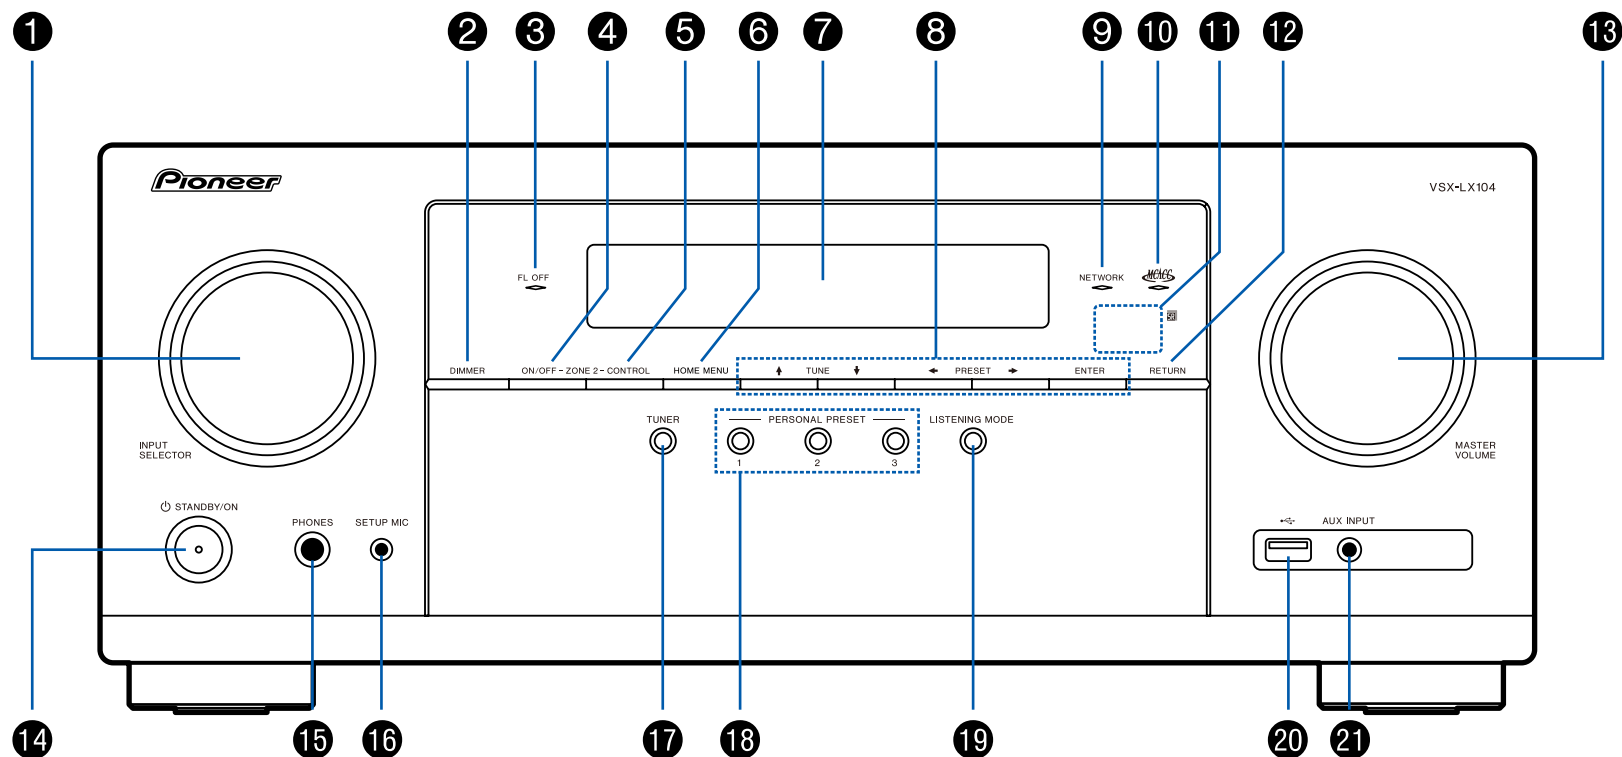 1 2 3 4 5 6 7 8 9 10 11 12 13
Pioneer
VSX-LX104
FL OFF
NETWORK
MCACC
DIMMER ON/OFF - ZONE 2 - CONTROL HOME MENU TUNE PRESET ENTER RETURN
TUNER PERSONAL PRESET LISTENING MODE
1 2 3
INPUT
SELECTOR
MASTER
VOLUME
STANDBY/ON
PHONES SETUP MIC
AUX INPUT
14 15 16 17 18 19 20 21